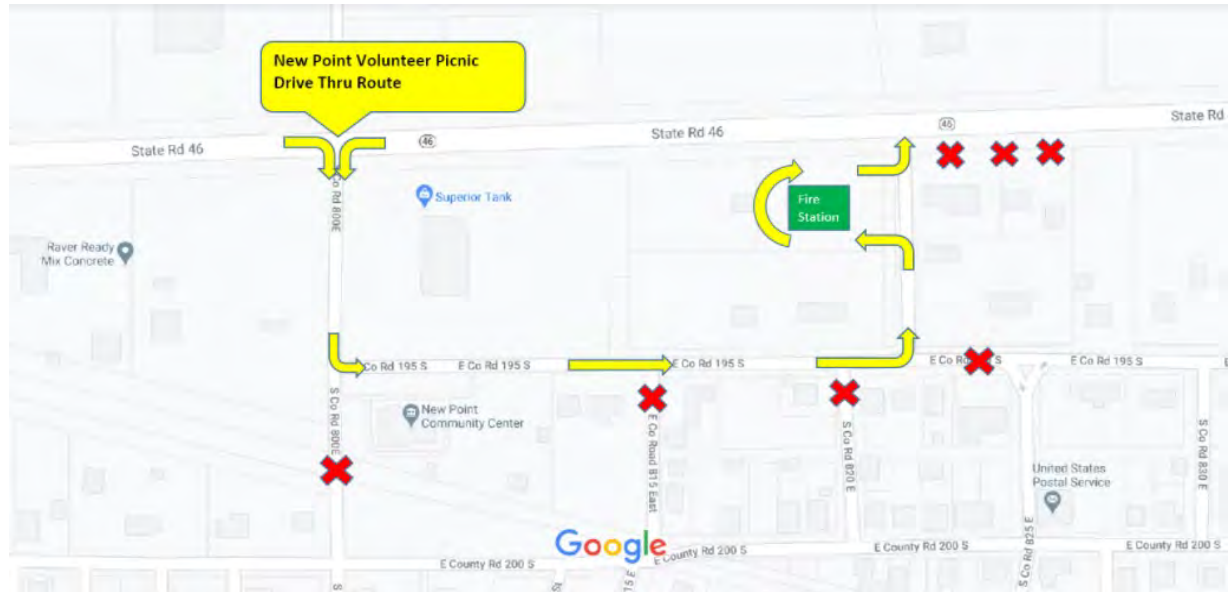 New Point Volunteer Picnic
Drive Thru Route
State Rd
46
State Rd 46
46
State Rd 46
Co Rd 800E
Superior Tank
Fire
Station
Raver Ready
Mix Concrete
Co Rd 195 S
E Co Rd 195 S
E Co Rd 195 S
E Co
S
E Co Rd 195 S
New Point
Community Center
S Co Rd 800E
E Co Road 815 East
S Co Rd 820 E
S Co Rd 830 E
United States
Postal Service
S Co Rd 825 E
Google
E County Rd 200 S
E County Rd 200 S
E County Rd 200 S
E County Rd 200 S